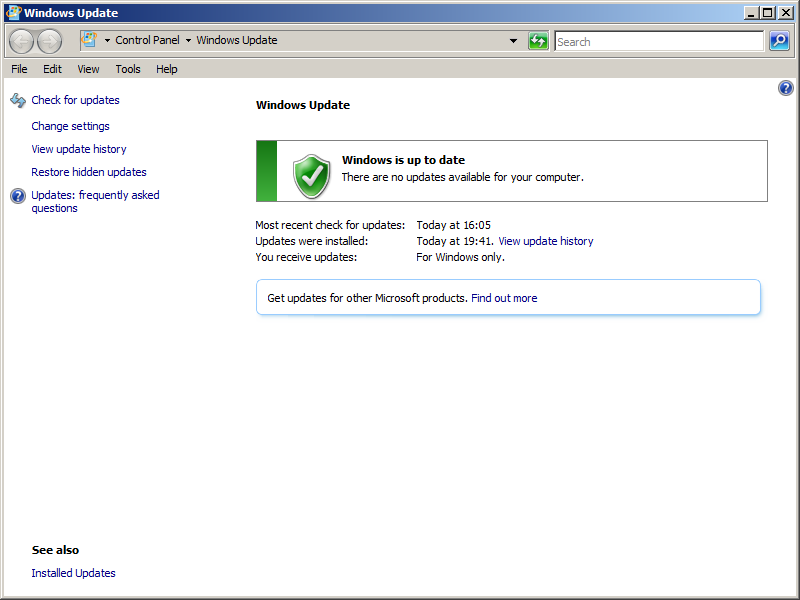 Windows Update
Control Panel Windows Update
Search
File Edit View Tools Help
Check for updates
Change settings
View update history
Restore hidden updates
Updates: frequently asked
questions
Windows Update
Windows is up to date
There are no updates available for your computer.
Most recent check for updates: Today at 16:05
Updates were installed: Today at 19:41. View update history
You receive updates: For Windows only.
Get updates for other Microsoft products. Find out more
See also
Installed Updates